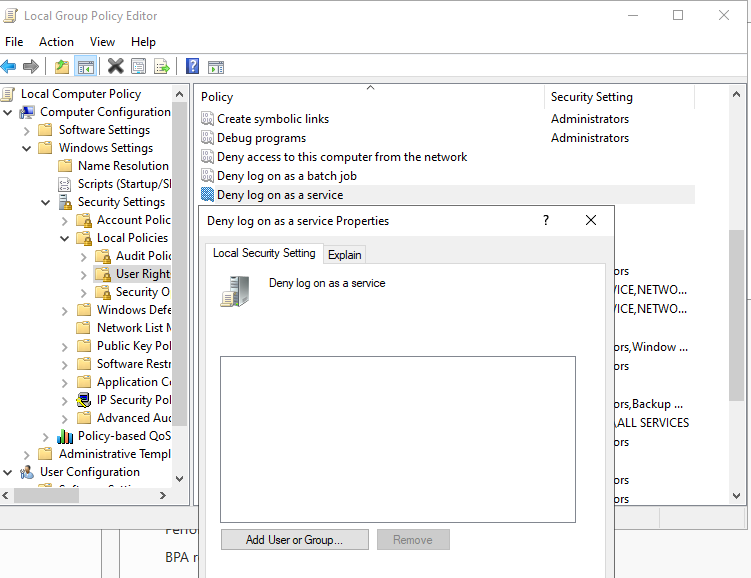 Local Group Policy Editor
File Action View Help
Local Computer Policy
Computer Configuration
Software Settings
Windows Settings
Name Resolution
Scripts (Startup/Sl
Security Settings
Account Polic
Local Policies
Audit Polic
User Right
Security O
Windows Defe
Network List M
Public Key Pol
Software Restr
Application C
IP Security Pol
Advanced Auc
Policy-based QoS
Administrative Templ
User Configuration
Policy Security Setting
Create symbolic links Administrators
Debug programs Administrators
Deny access to this computer from the network
Deny log on as a batch job
Deny log on as a service
Deny log on as a service Properties
? ×
Local Security Setting Explain
Deny log on as a service
Add User or Group... Remove
ors
ICE,NETWO...
ICE,NETWO...
ors,Window ...
ors
ors,Backup ...
\ALL SERVICES
ors
ors
ors
BPA r